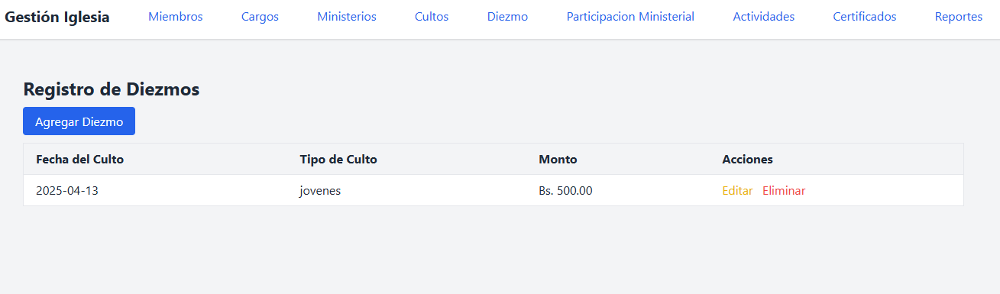 Gestión Iglesia Miembros Cargos Ministerios Cultos Diezmo Participacion Ministerial Actividades Certificados Reportes
Registro de Diezmos
Agregar Diezmo
Fecha del Culto Tipo de Culto Monto Acciones
2025-04-13 jovenes Bs. 500.00 Editar Eliminar